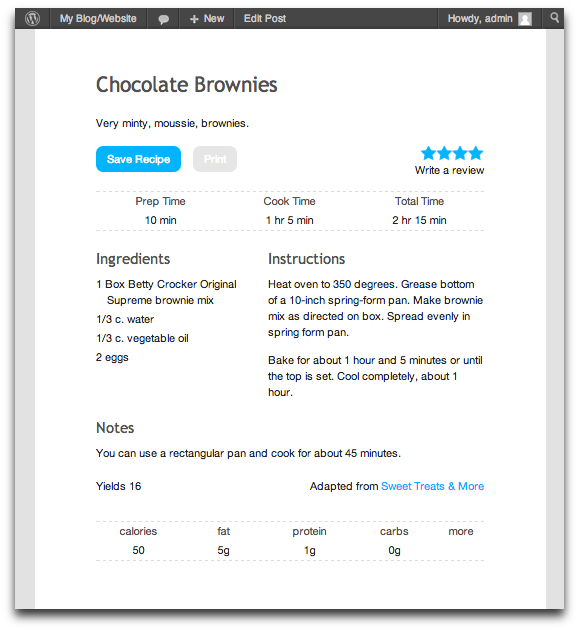 My Blog/Website New Edit Post Howdy, admin
Chocolate Brownies
Very minty, moussie, brownies.
Save Recipe Print
Write a review
Prep Time Cook Time Total Time
10 min 1 hr 5 min 2 hr 15 min
Ingredients
1 Box Betty Crocker Original
Supreme brownie mix
1/3 c. water
1/3 c. vegetable oil
2 eggs
Instructions
Heat oven to 350 degrees. Grease bottom
of a 10-inch spring-form pan. Make brownie
mix as directed on box. Spread evenly in
spring form pan.
Bake for about 1 hour and 5 minutes or until
the top is set. Cool completely, about 1
hour.
Notes
You can use a rectangular pan and cook for about 45 minutes.
Yields 16 Adapted from Sweet Treats & More
calories fat protein carbs more
50 5g 1g 0g